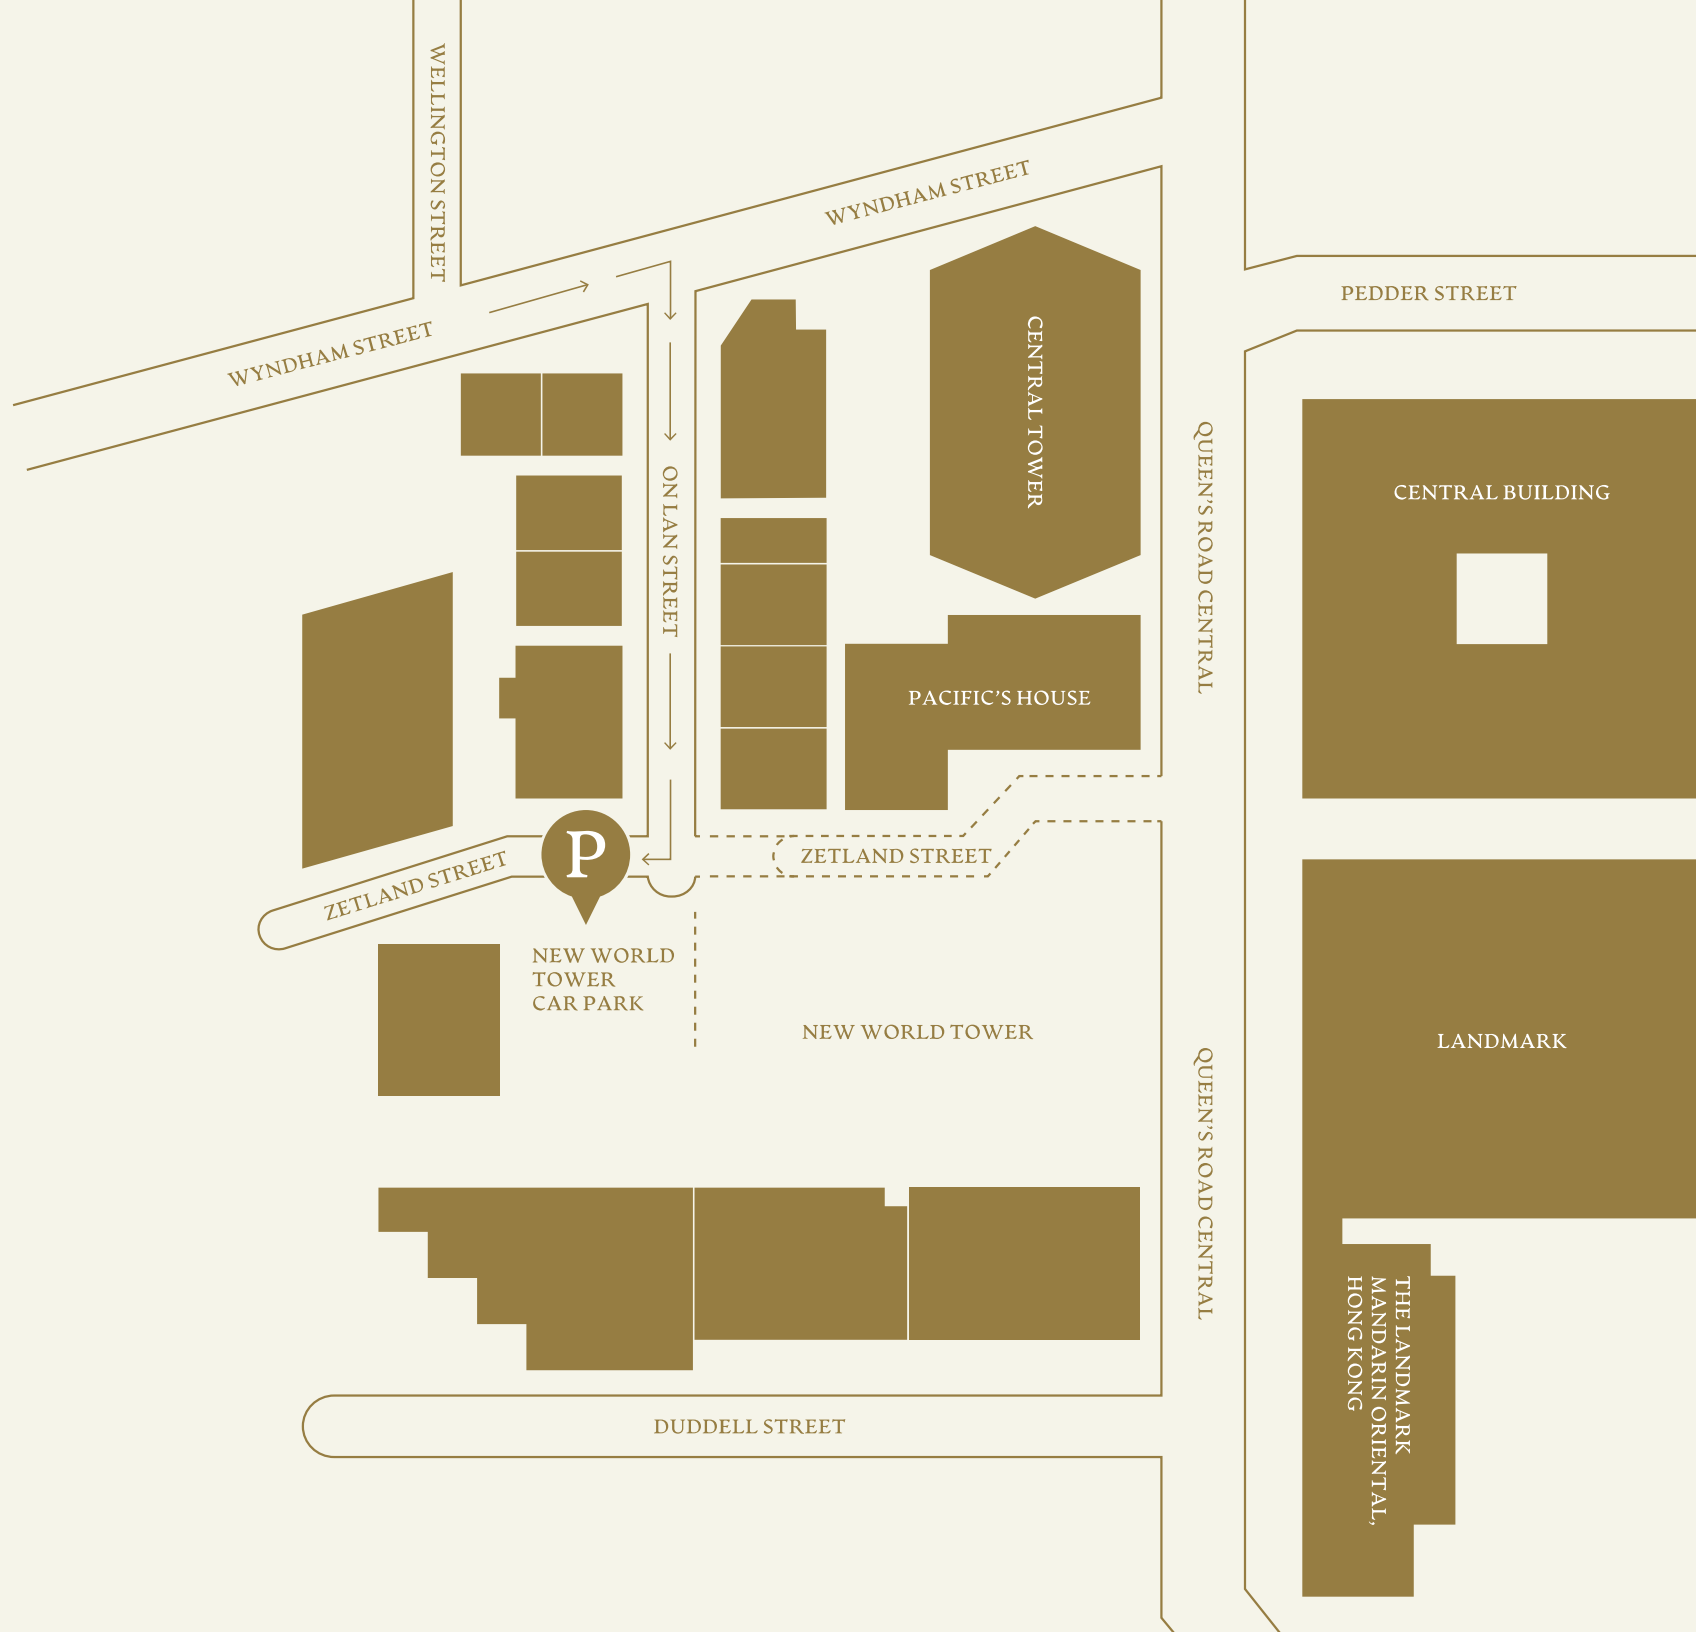 WELLINGTON STREET
WYNDHAM STREET
WYNDHAM STREET
PEDDER STREET
CENTRAL TOWER
QUEEN’S ROAD CENTRAL
CENTRAL BUILDING
ON LAN STREET
PACIFIC’S HOUSE
P
ZETLAND STREET
ZETLAND STREET
NEW WORLD
TOWER
CAR PARK
NEW WORLD TOWER
LANDMARK
QUEEN’S ROAD CENTRAL
THE LANDMARK
MANDARIN ORIENTAL,
HONG KONG
DUDDELL STREET